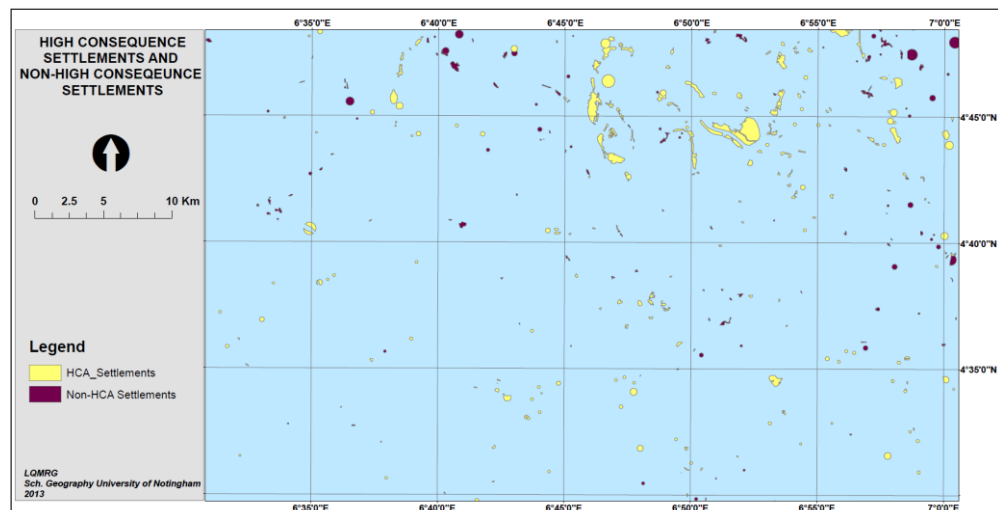 HIGH CONSEQUENCE
SETTLEMENTS AND
NON-HIGH CONSEQEUNCE
SETTLEMENTS
0 2.5 5 10 Km
Legend
HCA_Settlements
Non-HCA Settlements
LQMRG
Sch. Geography University of Notingham
2013
6°35'0"E 6°40'0"E 6°45'0"E 6°50'0"E 6°55'0"E 7°0'0"E
4°45'0"N
4°40'0"N
4°35'0"N
6°35'0"E 6°40'0"E 6°45'0"E 6°50'0"E 6°55'0"E 7°0'0"E